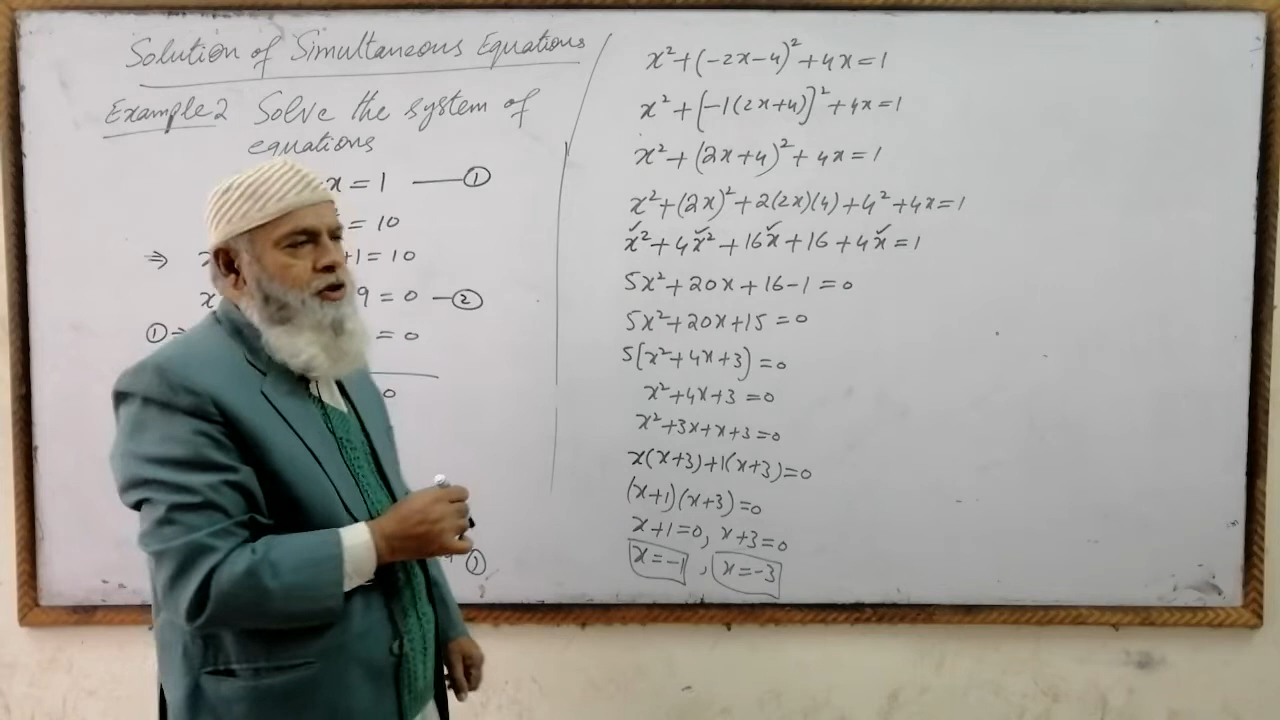 Solution of Simultaneous Equations
Example 2 Solve the system of
equations
x = 1 —— ①
= 10
⇒ +1 = 10
x 9 = 0 — ②
① ⇒ = 0
0
①
x² + (-2x-4)² + 4x = 1
x² + [-1(2x+4)]² + 4x = 1
x² + (2x+4)² + 4x = 1
x² + (2x)² + 2(2x)(4) + 4² + 4x = 1
x² + 4x² + 16x + 16 + 4x = 1
5x² + 20x + 16 - 1 = 0
5x² + 20x + 15 = 0
5(x² + 4x + 3) = 0
x² + 4x + 3 = 0
x² + 3x + x + 3 = 0
x(x+3) + 1(x+3) = 0
(x+1)(x+3) = 0
x+1 = 0, x+3 = 0
x = -1, x = -3